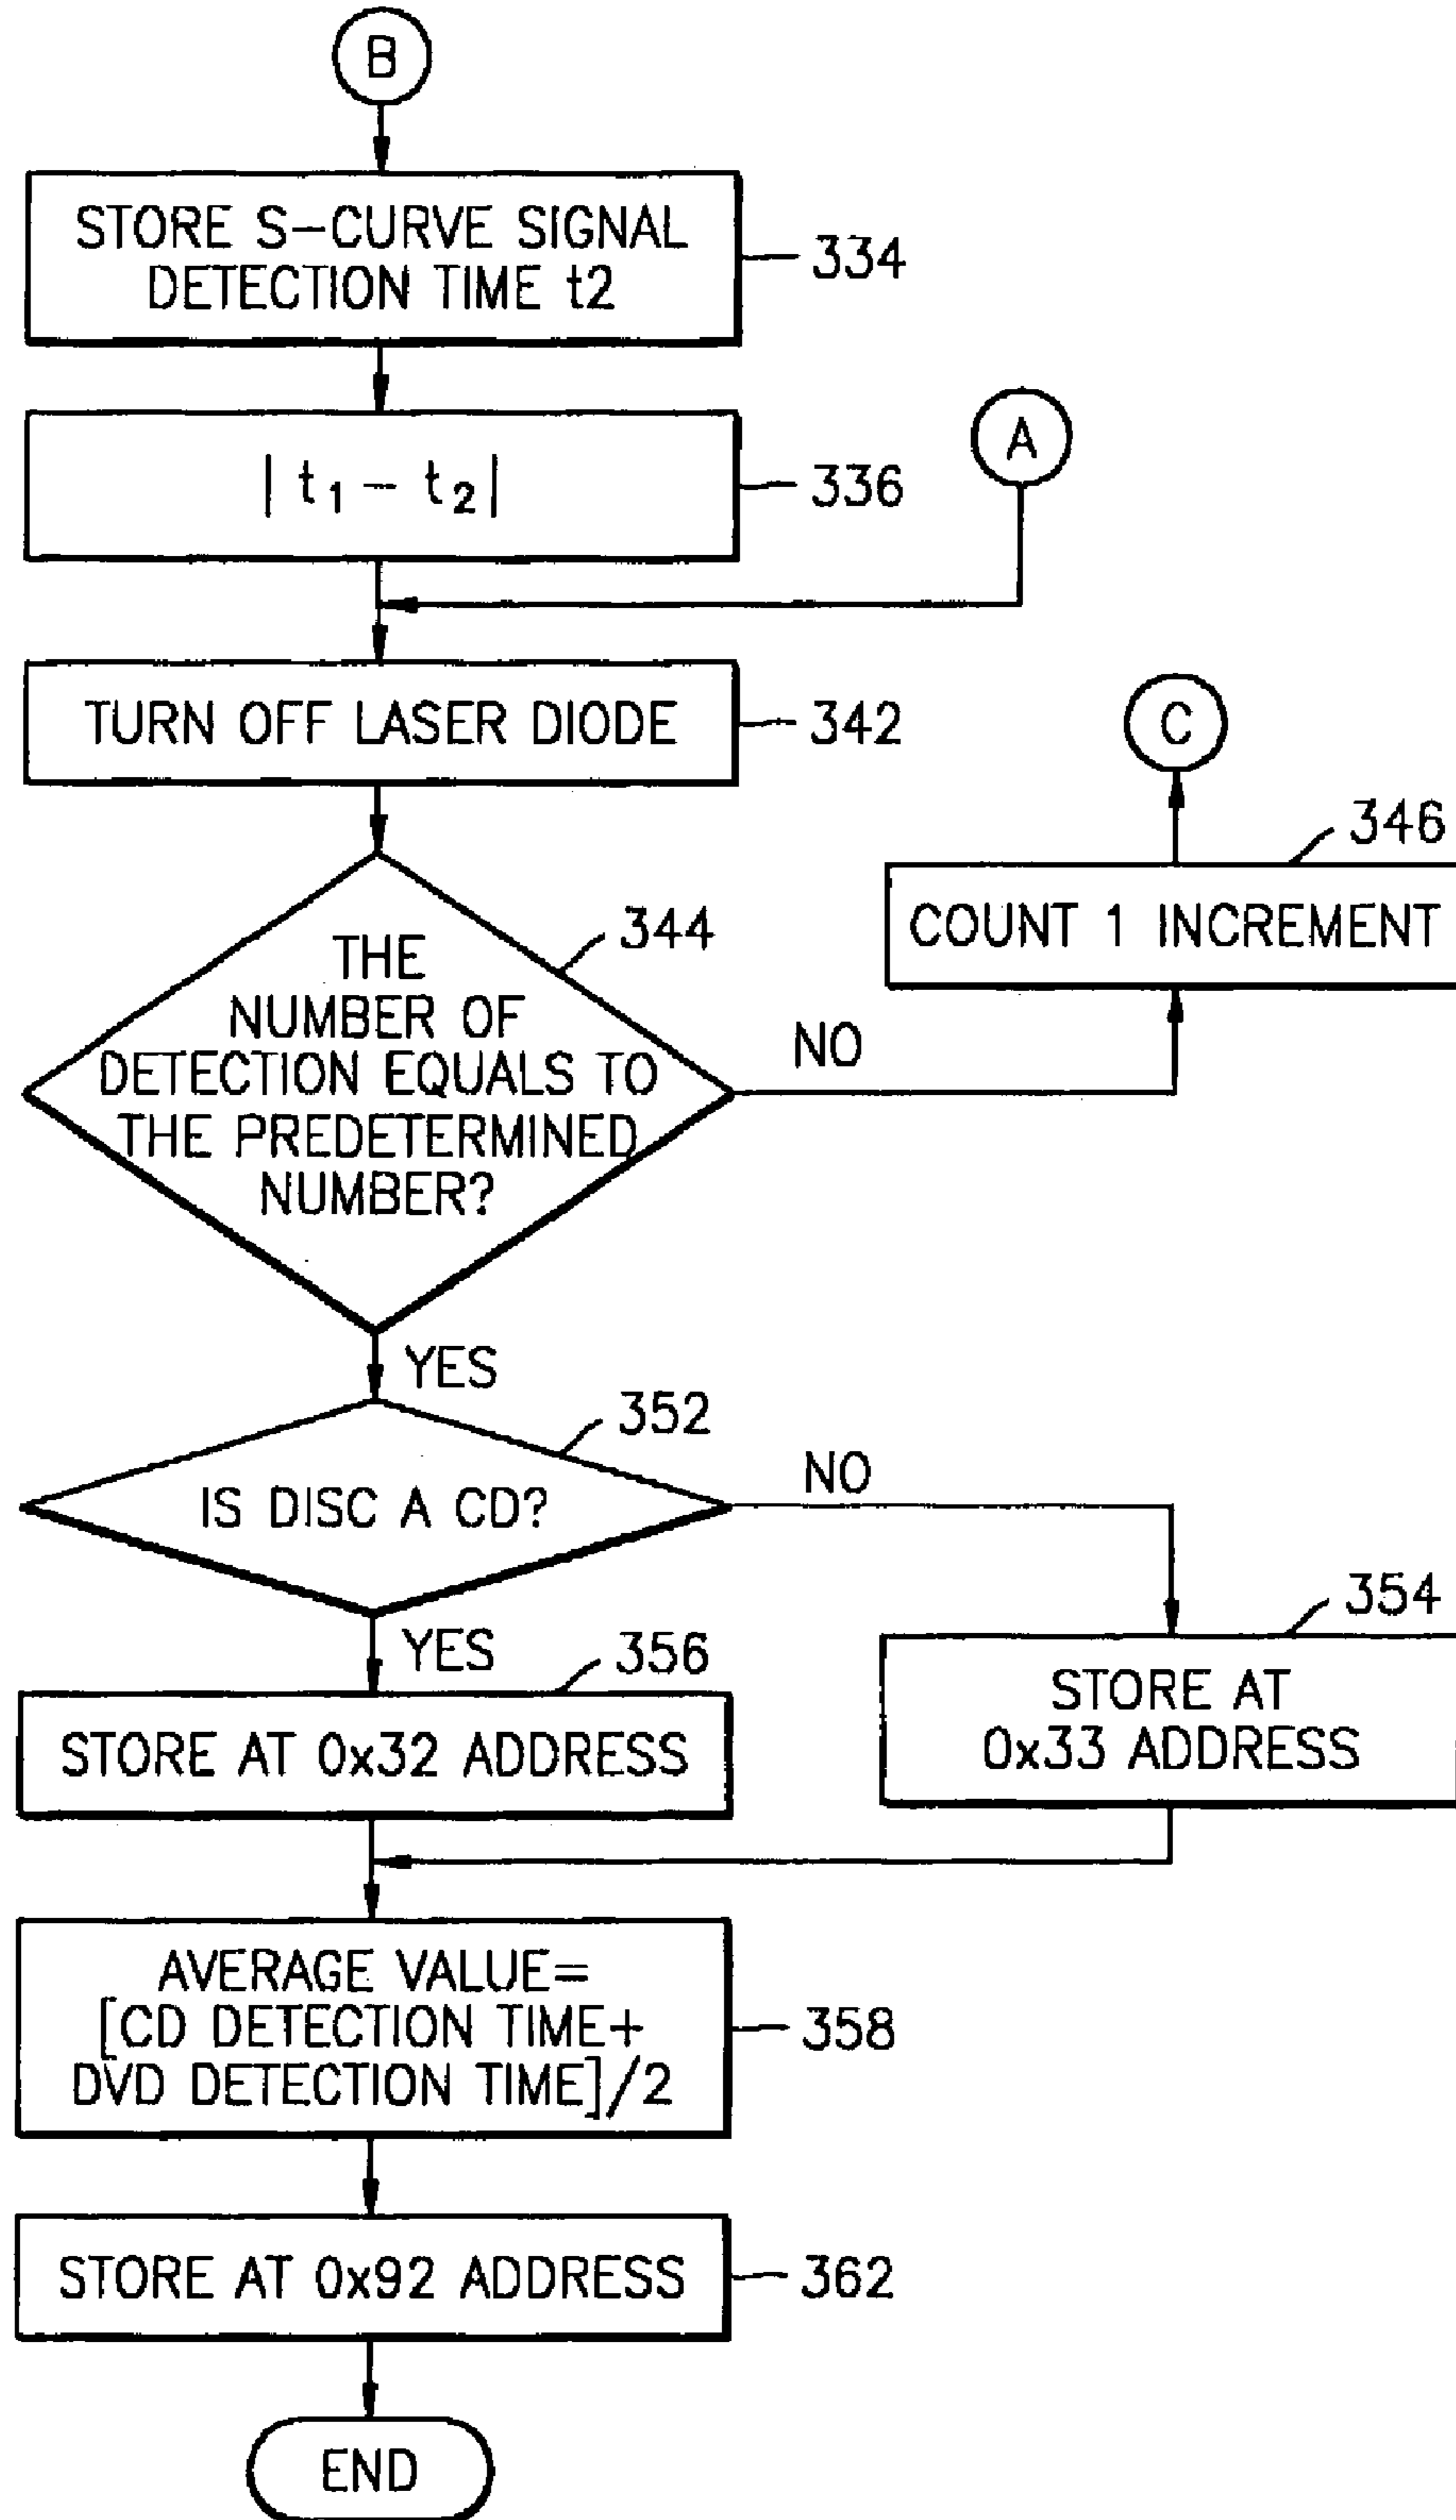 B
STORE S-CURVE SIGNAL
DETECTION TIME t2
334
| t1 - t2 |
336
A
TURN OFF LASER DIODE
342
C
346
COUNT 1 INCREMENT
344
THE
NUMBER OF
DETECTION EQUALS TO
THE PREDETERMINED
NUMBER?
NO
YES
352
IS DISC A CD?
NO
354
STORE AT
0x33 ADDRESS
YES
356
STORE AT 0x32 ADDRESS
AVERAGE VALUE=
[CD DETECTION TIME+
DVD DETECTION TIME]/2
358
STORE AT 0x92 ADDRESS
362
END